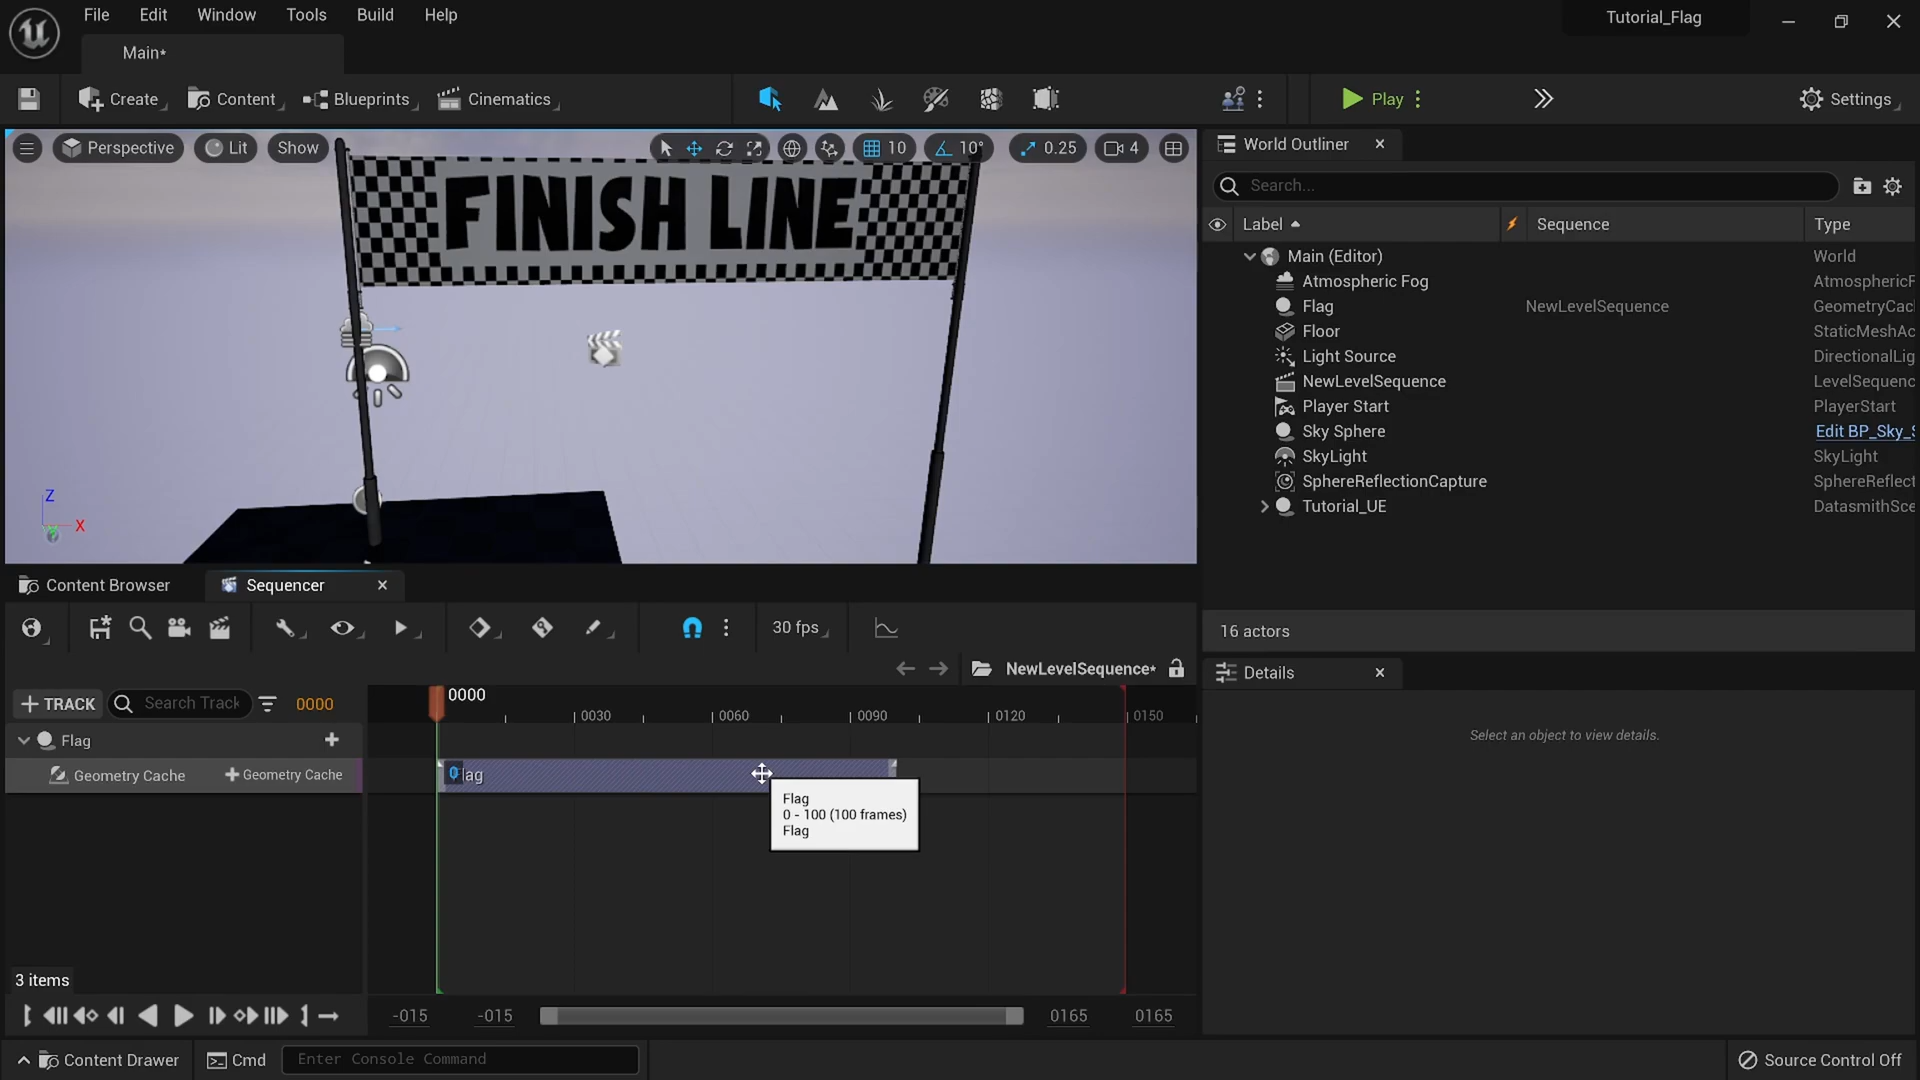 File Edit Window Tools Build Help
Tutorial_Flag
Main*
Create Content Blueprints Cinematics
Play
Settings
Perspective Lit Show
10 10° 0.25 4
FINISH LINE
Z
X
World Outliner
Search...
Label Sequence Type
Main (Editor) World
Atmospheric Fog AtmosphericF
Flag NewLevelSequence GeometryCac
Floor StaticMeshAc
Light Source DirectionalLig
NewLevelSequence LevelSequenc
Player Start PlayerStart
Sky Sphere Edit BP_Sky_S
SkyLight SkyLight
SphereReflectionCapture SphereReflect
Tutorial_UE DatasmithSce
16 actors
Content Browser Sequencer
30 fps
NewLevelSequence*
Details
Select an object to view details.
TRACK Search Track 0000
0000
0030 0060 0090 0120 0150
Flag
Geometry Cache Geometry Cache
lag
Flag
0 - 100 (100 frames)
Flag
3 items
-015 -015 0165 0165
Content Drawer Cmd Enter Console Command
Source Control Off